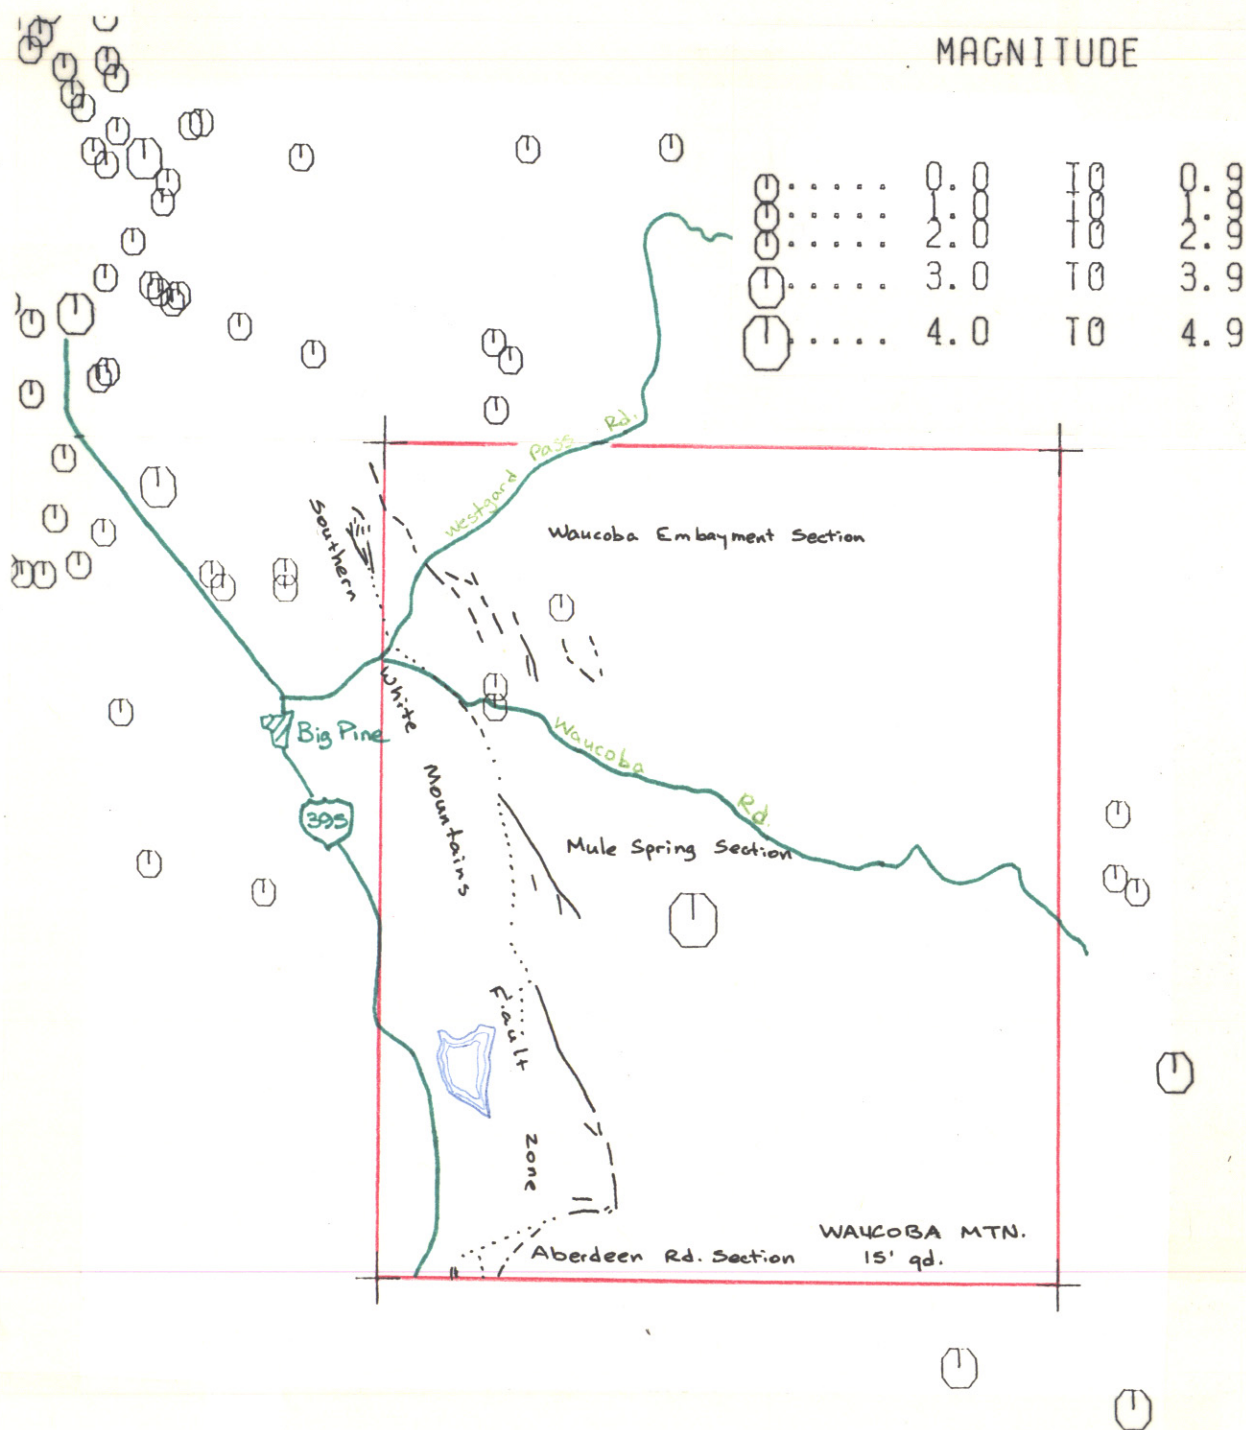 MAGNITUDE
0.0 TO 0.9
1.0 TO 1.9
2.0 TO 2.9
3.0 TO 3.9
4.0 TO 4.9
Westgard Pass Rd.
Waucoba Embayment Section
Southern White Mountains Fault Zone
Big Pine
395
Waucoba Rd.
Mule Spring Section
WAUCOBA MTN.
15' qd.
Aberdeen Rd. Section